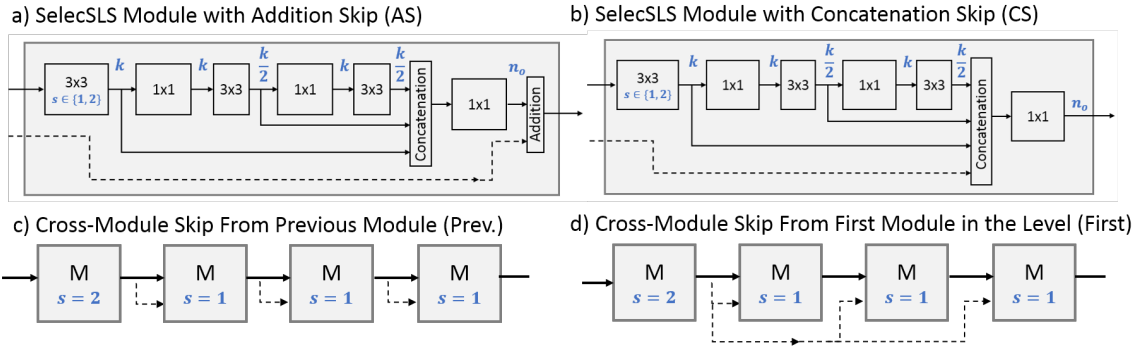 a) SelecSLS Module with Addition Skip (AS)
3x3
s ∈ {1, 2}
k
1x1
k
3x3
k/2
1x1
k
3x3
k/2
Concatenation
1x1
n_o
Addition
b) SelecSLS Module with Concatenation Skip (CS)
3x3
s ∈ {1, 2}
k
1x1
k
3x3
k/2
1x1
k
3x3
k/2
Concatenation
1x1
n_o
c) Cross-Module Skip From Previous Module (Prev.)
M
s = 2
M
s = 1
M
s = 1
M
s = 1
d) Cross-Module Skip From First Module in the Level (First)
M
s = 2
M
s = 1
M
s = 1
M
s = 1